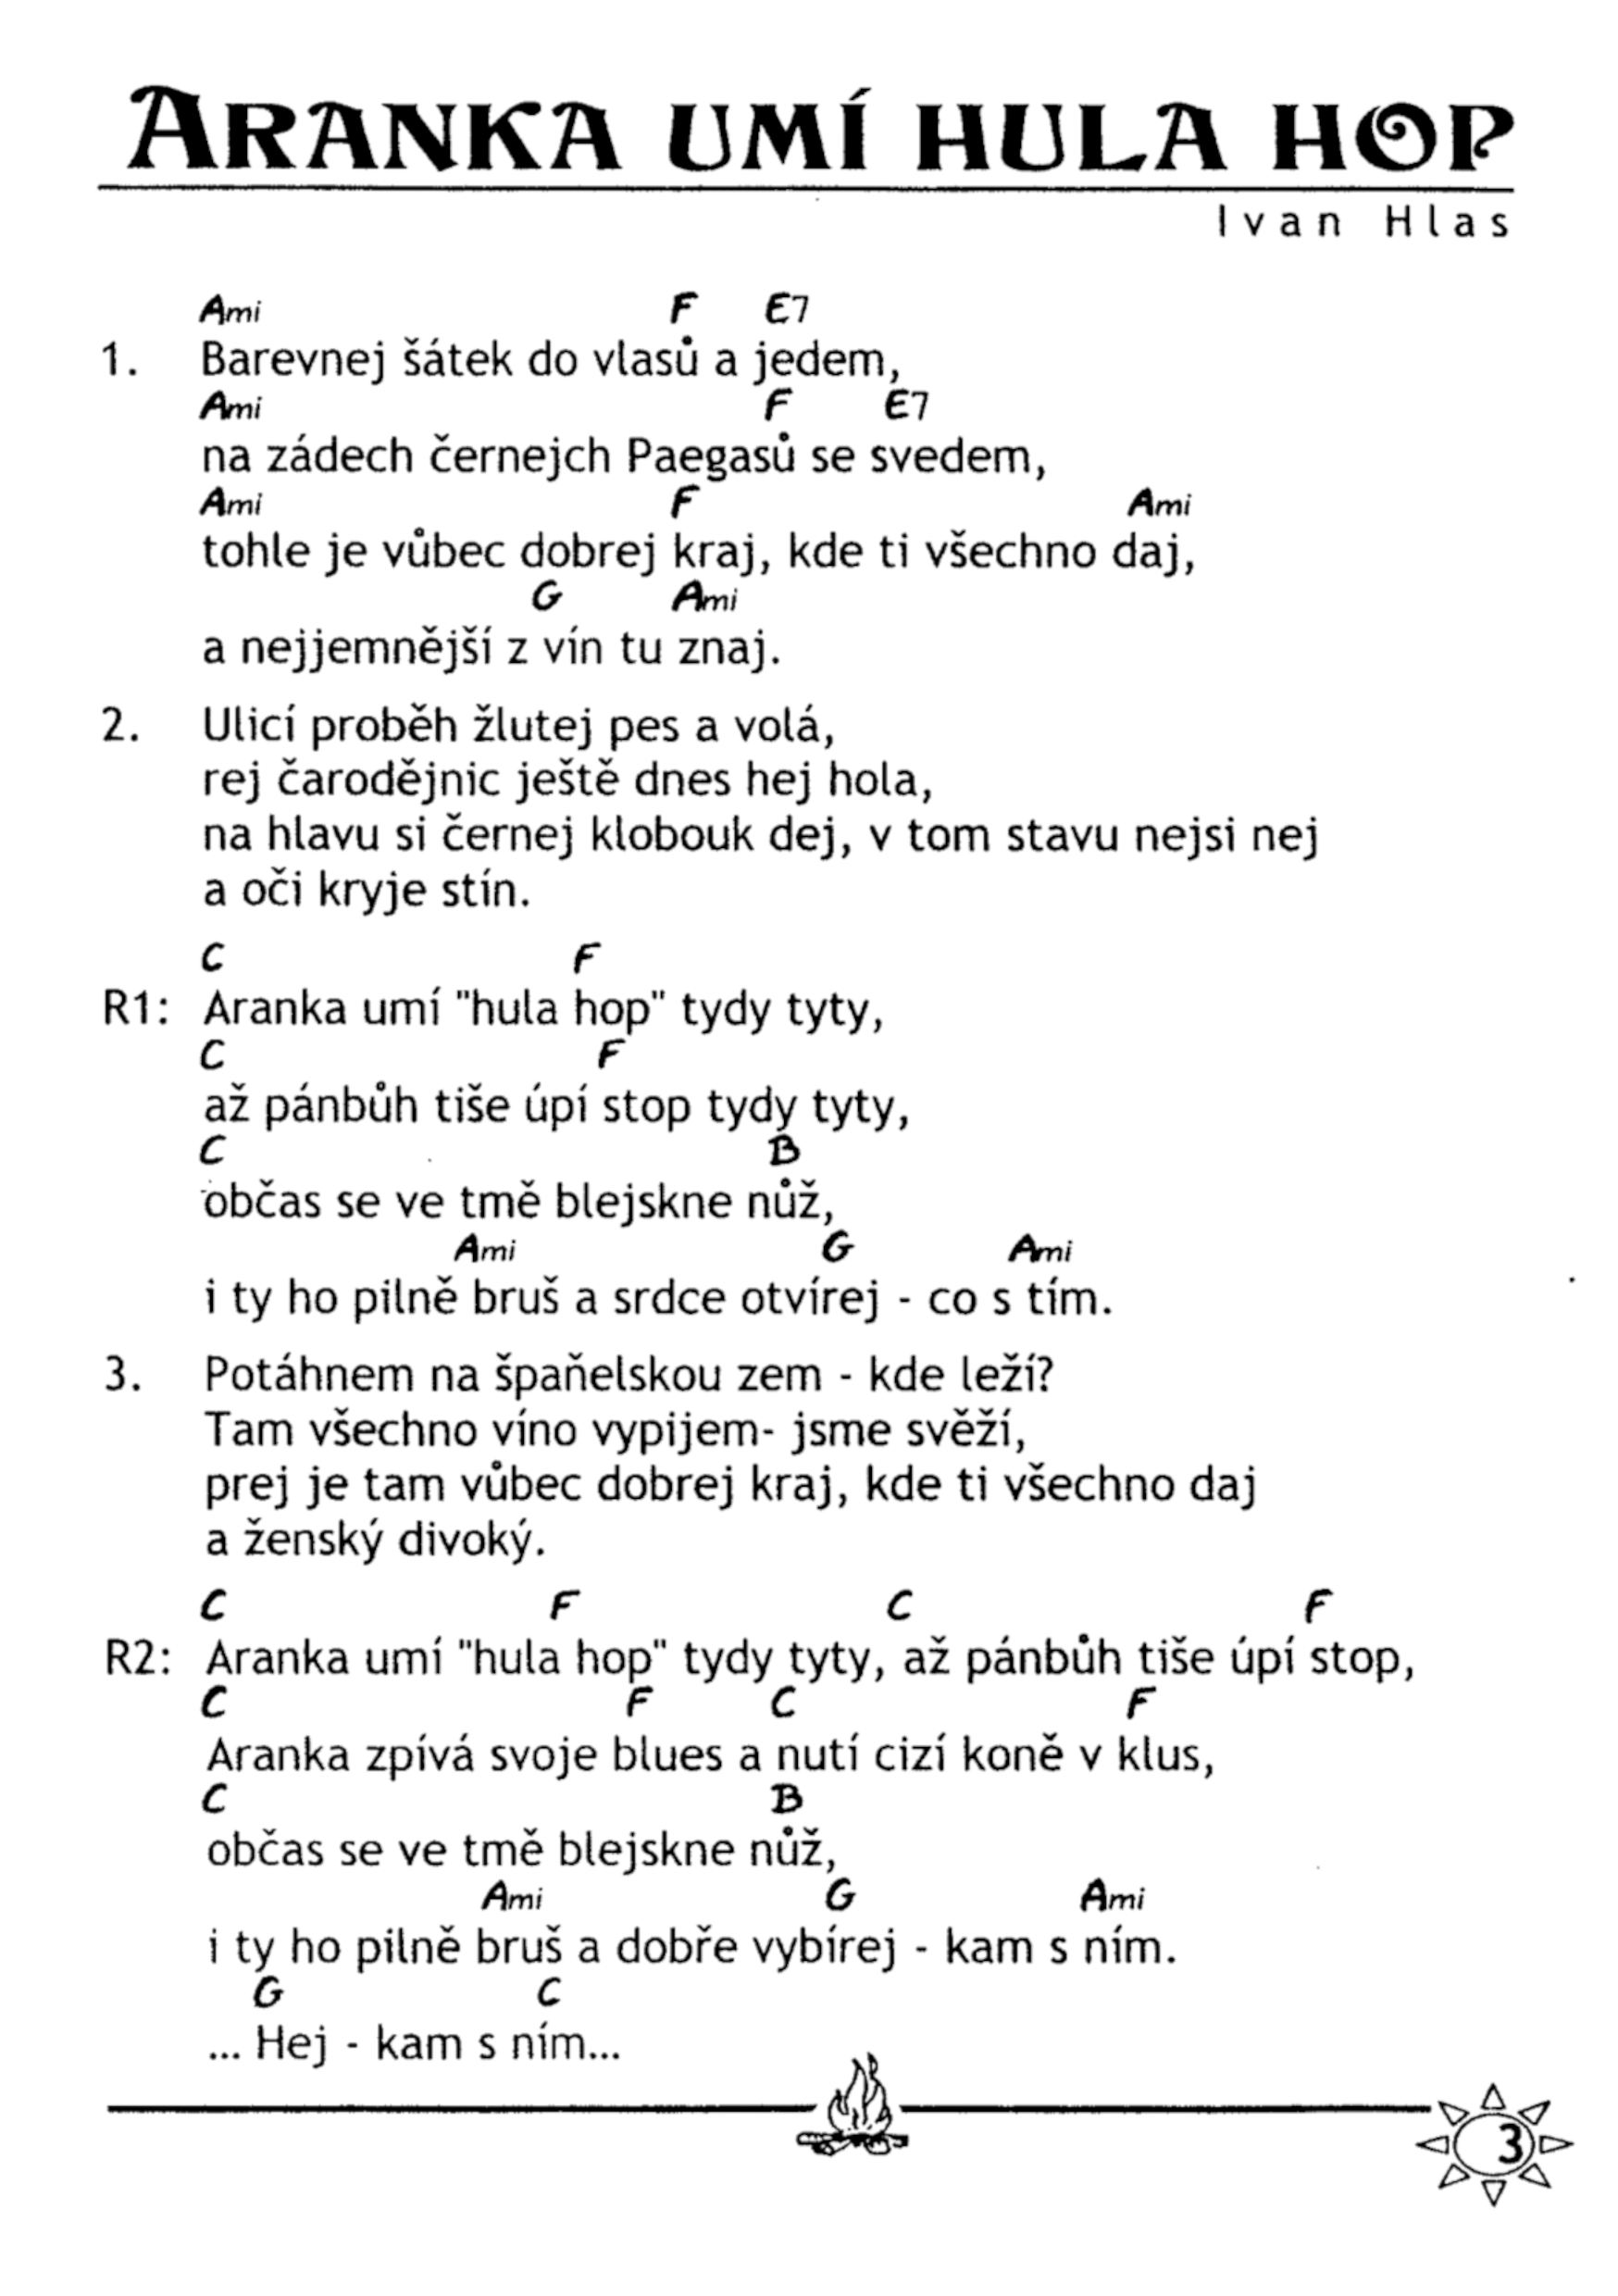 ARANKA UMÍ HULA HOP
Ivan Hlas
Ami F E7
1. Barevnej šátek do vlasů a jedem,
Ami F E7
na zádech černejch Paegasů se svedem,
Ami F Ami
tohle je vůbec dobrej kraj, kde ti všechno daj,
G Ami
a nejjemnější z vín tu znaj.
2. Ulicí proběh žlutej pes a volá,
rej čarodějnic ještě dnes hej hola,
na hlavu si černej klobouk dej, v tom stavu nejsi nej
a oči kryje stín.
C F
R1: Aranka umí "hula hop" tydy tyty,
C F
až pánbůh tiše úpí stop tydy tyty,
C B
občas se ve tmě blejskne nůž,
Ami G Ami
i ty ho pilně bruš a srdce otvírej - co s tím.
3. Potáhnem na špaňelskou zem - kde leží?
Tam všechno víno vypijem- jsme svěží,
prej je tam vůbec dobrej kraj, kde ti všechno daj
a ženský divoký.
C F C F
R2: Aranka umí "hula hop" tydy tyty, až pánbůh tiše úpí stop,
C F C F
Aranka zpívá svoje blues a nutí cizí koně v klus,
C B
občas se ve tmě blejskne nůž,
Ami G Ami
i ty ho pilně bruš a dobře vybírej - kam s ním.
G C
... Hej - kam s ním...
3